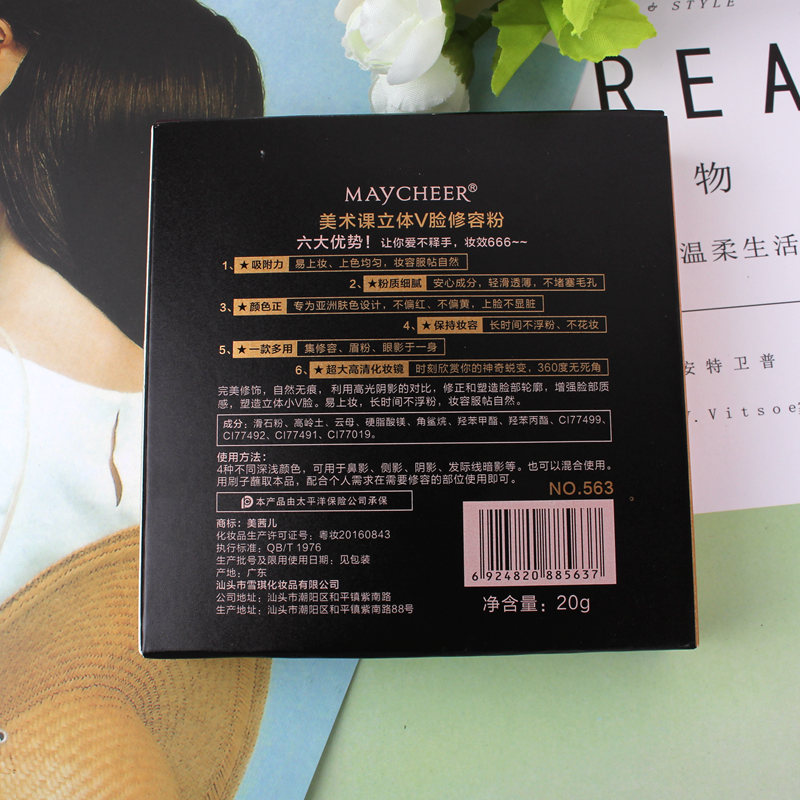 & STYLE
REA
物
温柔生活
安特卫普
.Vitsoe
MAYCHEER®
美术课立体V脸修容粉
六大优势！让你爱不释手，妆效666~~
1、★吸附力 易上妆、上色均匀，妆容服帖自然
2、★粉质细腻 安心成分，轻滑透薄，不堵塞毛孔
3、★颜色正 专为亚洲肤色设计，不偏红、不偏黄，上脸不显脏
4、★保持妆容 长时间不浮粉、不花妆
5、★一款多用 集修容、眉粉、眼影于一身
6、★超大高清化妆镜 时刻欣赏你的神奇蜕变，360度无死角
完美修饰，自然无痕，利用高光阴影的对比，修正和塑造脸部轮廓，增强脸部质
感，塑造立体小V脸。易上妆，长时间不浮粉，妆容服帖自然。
成分：滑石粉、高岭土、云母、硬脂酸镁、角鲨烷、羟苯甲酯、羟苯丙酯、CI77499、
CI77492、CI77491、CI77019。
使用方法：
4种不同深浅颜色，可用于鼻影、侧影、阴影、发际线暗影等。也可以混合使用。
用刷子蘸取本品，配合个人需求在需要修容的部位使用即可。
本产品由太平洋保险公司承保
NO.563
商标：美茜儿
化妆品生产许可证号：粤妆20160843
执行标准：QB/T 1976
生产批号及限用使用日期：见包装
产地：广东
汕头市雪琪化妆品有限公司
公司地址：汕头市潮阳区和平镇紫南路
生产地址：汕头市潮阳区和平镇紫南路88号
6 924820 885637
净含量：20g